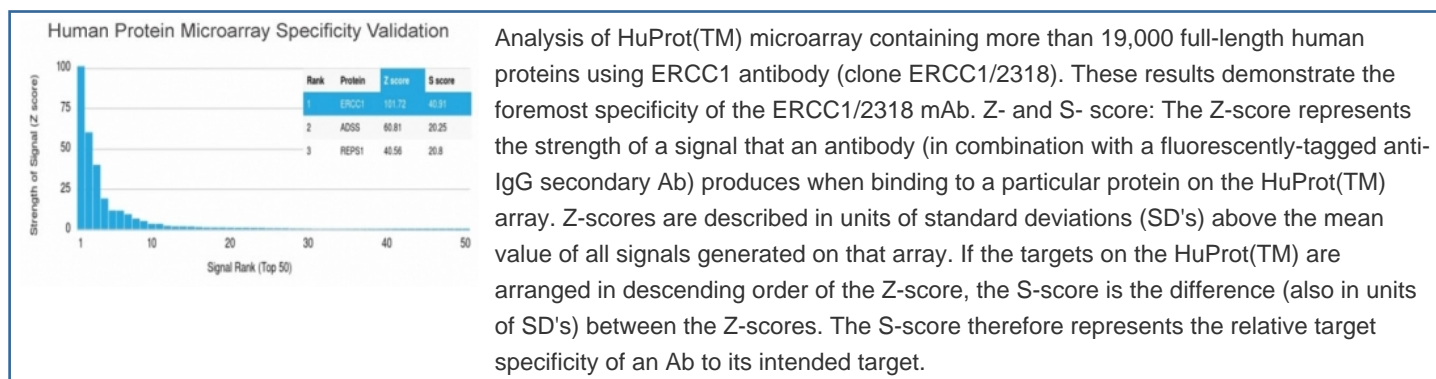 Human Protein Microarray Specificity Validation
Strength of Signal (Z score)
100
75
50
25
0
1 10 20 30 40 50
Signal Rank (Top 50)
Rank Protein Z score S score
1 ERCC1 101.72 40.91
2 ADSS 60.81 20.25
3 REPS1 40.56 20.8
Analysis of HuProt(TM) microarray containing more than 19,000 full-length human
proteins using ERCC1 antibody (clone ERCC1/2318). These results demonstrate the
foremost specificity of the ERCC1/2318 mAb. Z- and S- score: The Z-score represents
the strength of a signal that an antibody (in combination with a fluorescently-tagged anti-
IgG secondary Ab) produces when binding to a particular protein on the HuProt(TM)
array. Z-scores are described in units of standard deviations (SD's) above the mean
value of all signals generated on that array. If the targets on the HuProt(TM) are
arranged in descending order of the Z-score, the S-score is the difference (also in units
of SD's) between the Z-scores. The S-score therefore represents the relative target
specificity of an Ab to its intended target.